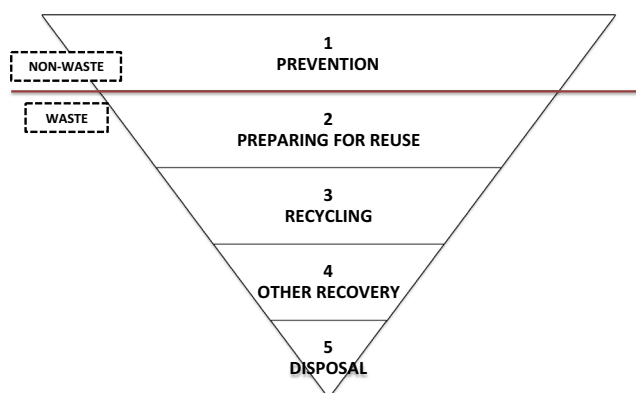 1
PREVENTION
NON-WASTE
WASTE
2
PREPARING FOR REUSE
3
RECYCLING
4
OTHER RECOVERY
5
DISPOSAL